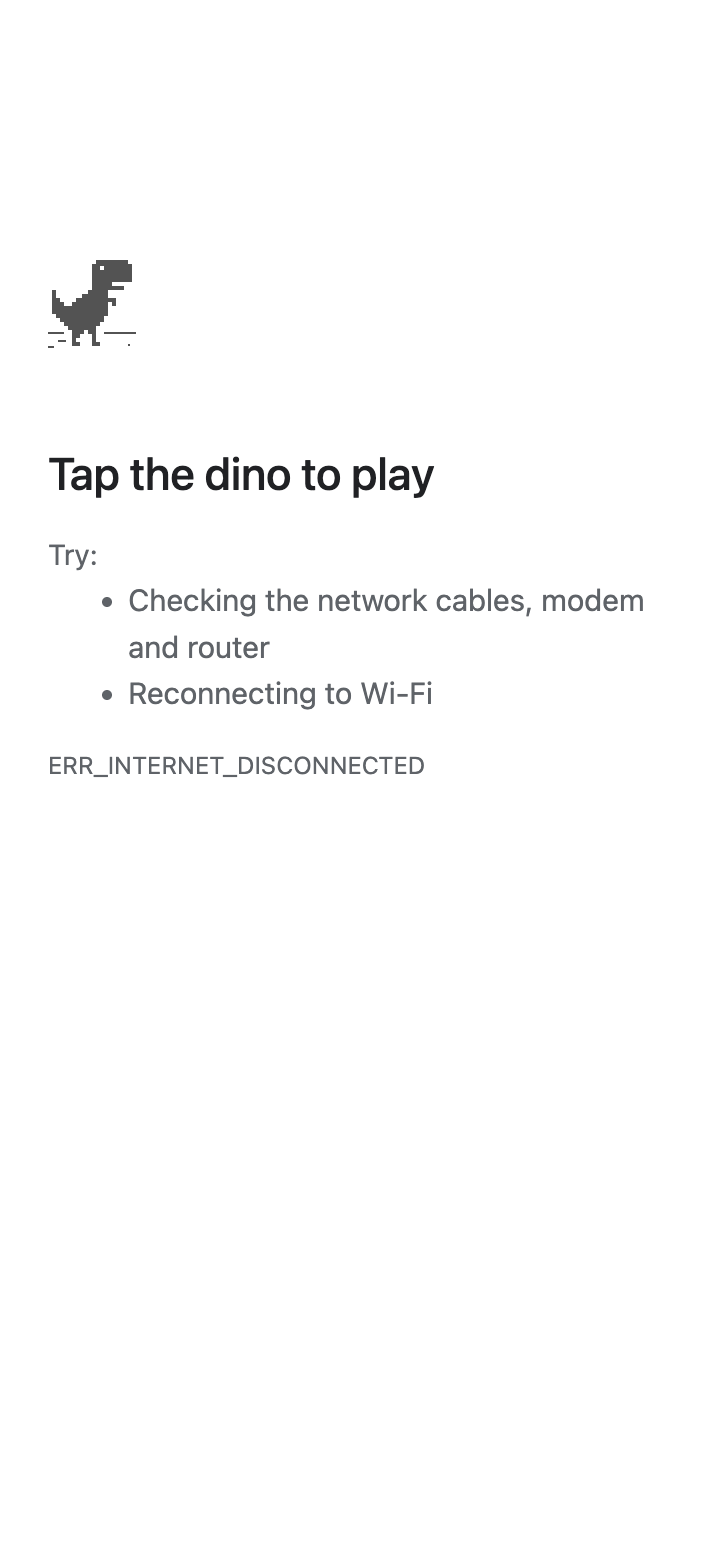 Tap the dino to play
Try:
• Checking the network cables, modem
and router
• Reconnecting to Wi-Fi
ERR_INTERNET_DISCONNECTED